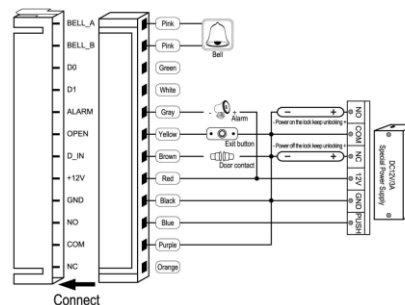 BELL_A
Pink
BELL_B
Pink
Bell
D0
Green
D1
White
ALARM
Gray
- +
Alarm
OPEN
Yellow
Exit button
D_IN
Brown
Door contact
+12V
Red
GND
Black
NO
Blue
COM
Purple
NC
Orange
- +
- Power on the lock keep unlocking +
- Power off the lock keep unlocking +
- +
NO
COM
NC
12V
GND
PUSH
DC12V/3A
Special Power Supply
Connect